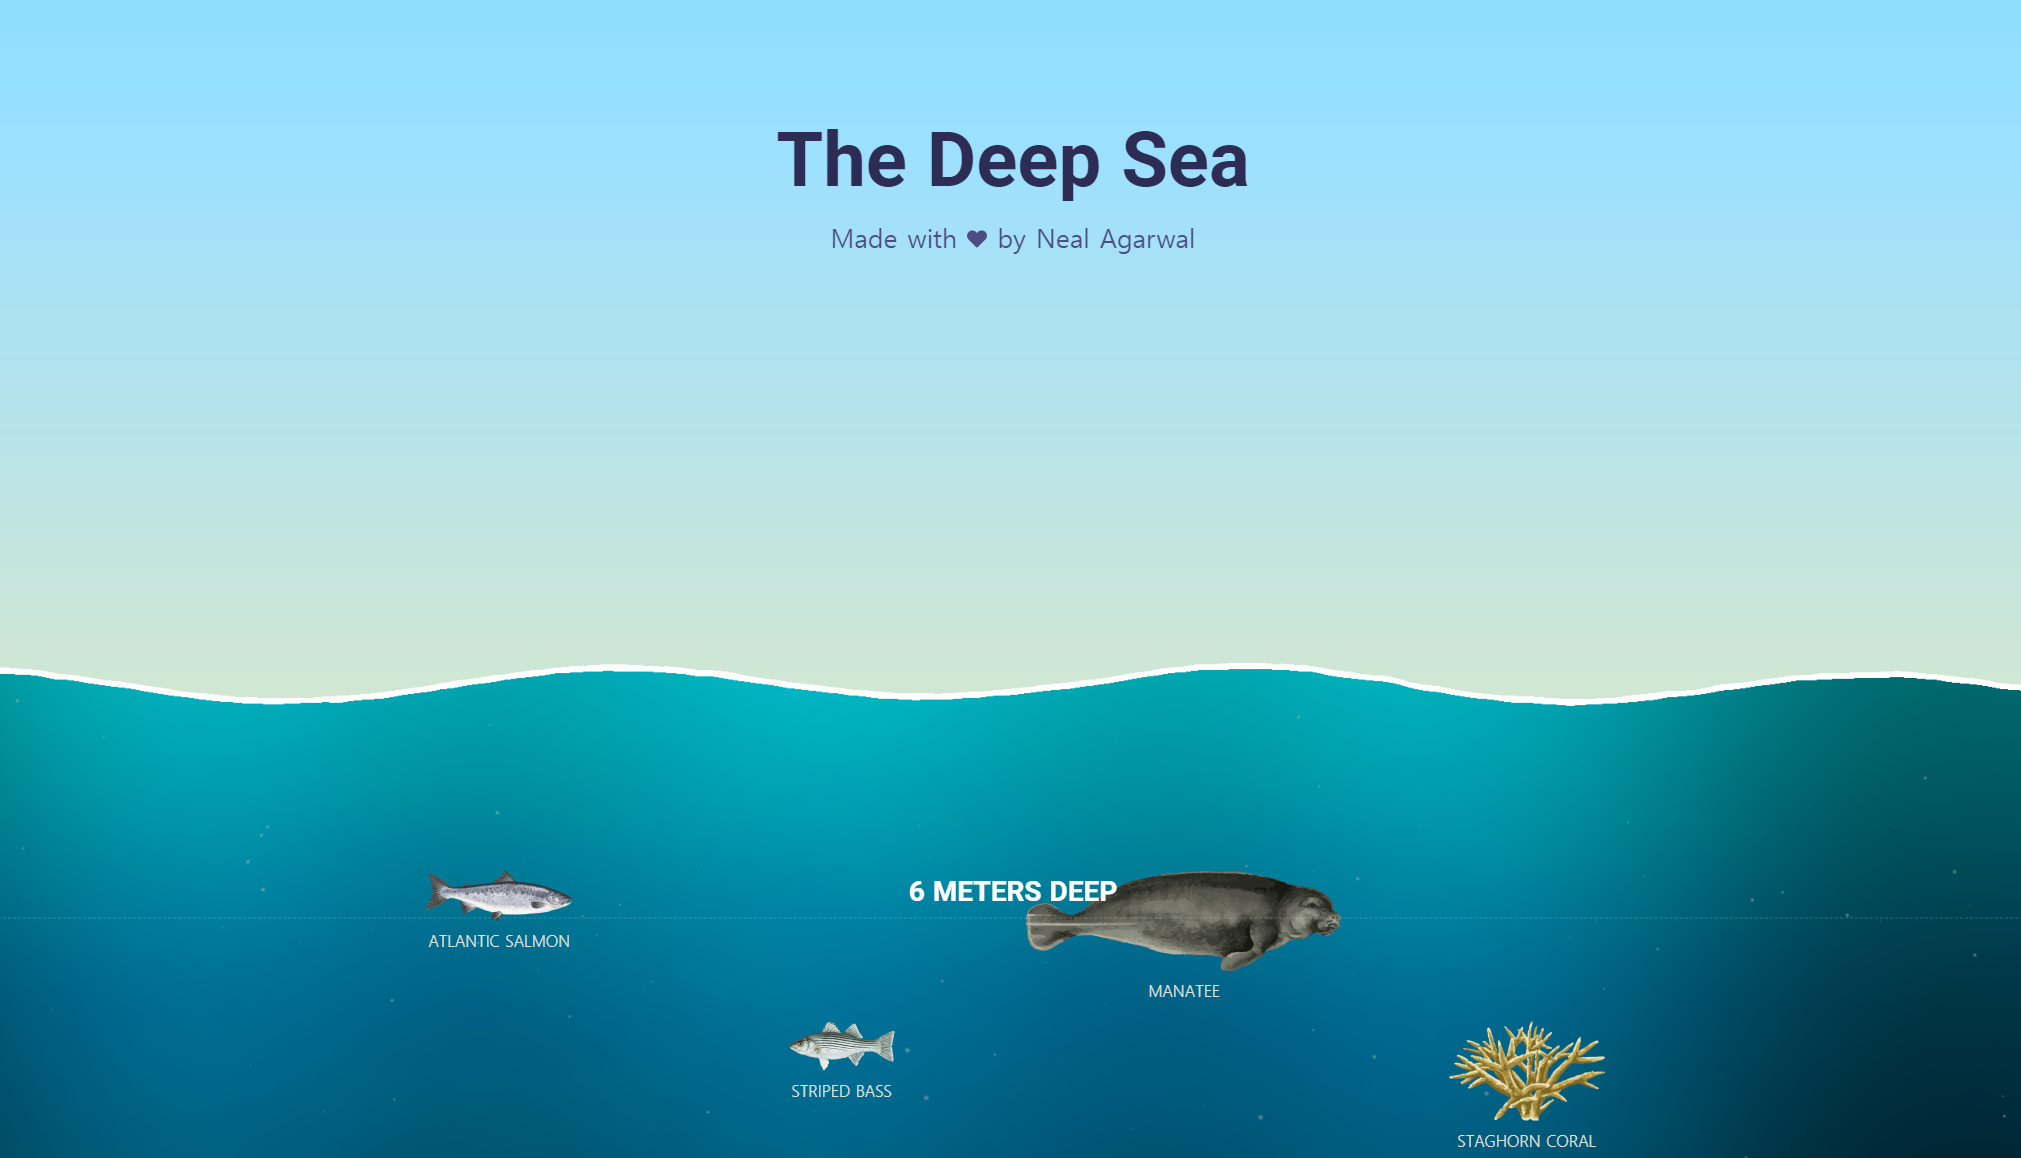 The Deep Sea
Made with ♥ by Neal Agarwal
6 METERS DEEP
ATLANTIC SALMON
MANATEE
STRIPED BASS
STAGHORN CORAL